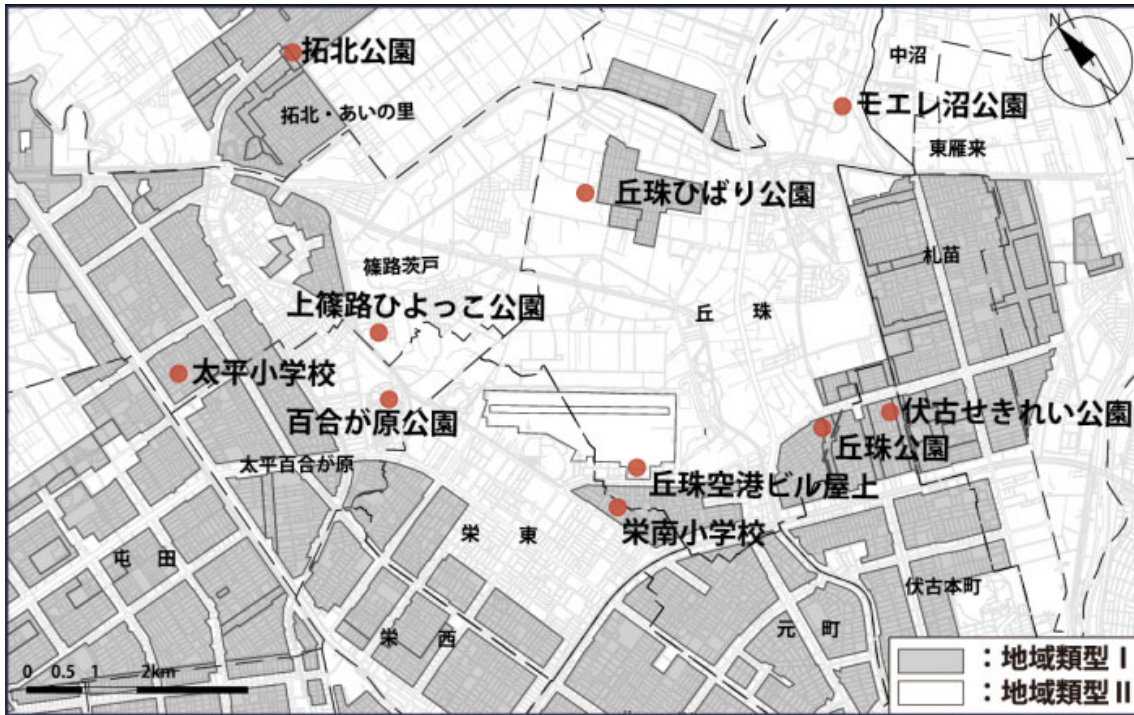 拓北公園
N
中沼
モエレ沼公園
拓北・あいの里
東雁来
丘珠ひばり公園
札苗
篠路茨戸
上篠路ひよっこ公園
丘珠
太平小学校
百合が原公園
伏古せきれい公園
丘珠公園
太平百合が原
丘珠空港ビル屋上
栄東
栄南小学校
屯田
伏古本町
栄西
元町
0 0.5 1 2km
：地域類型Ⅰ
：地域類型Ⅱ